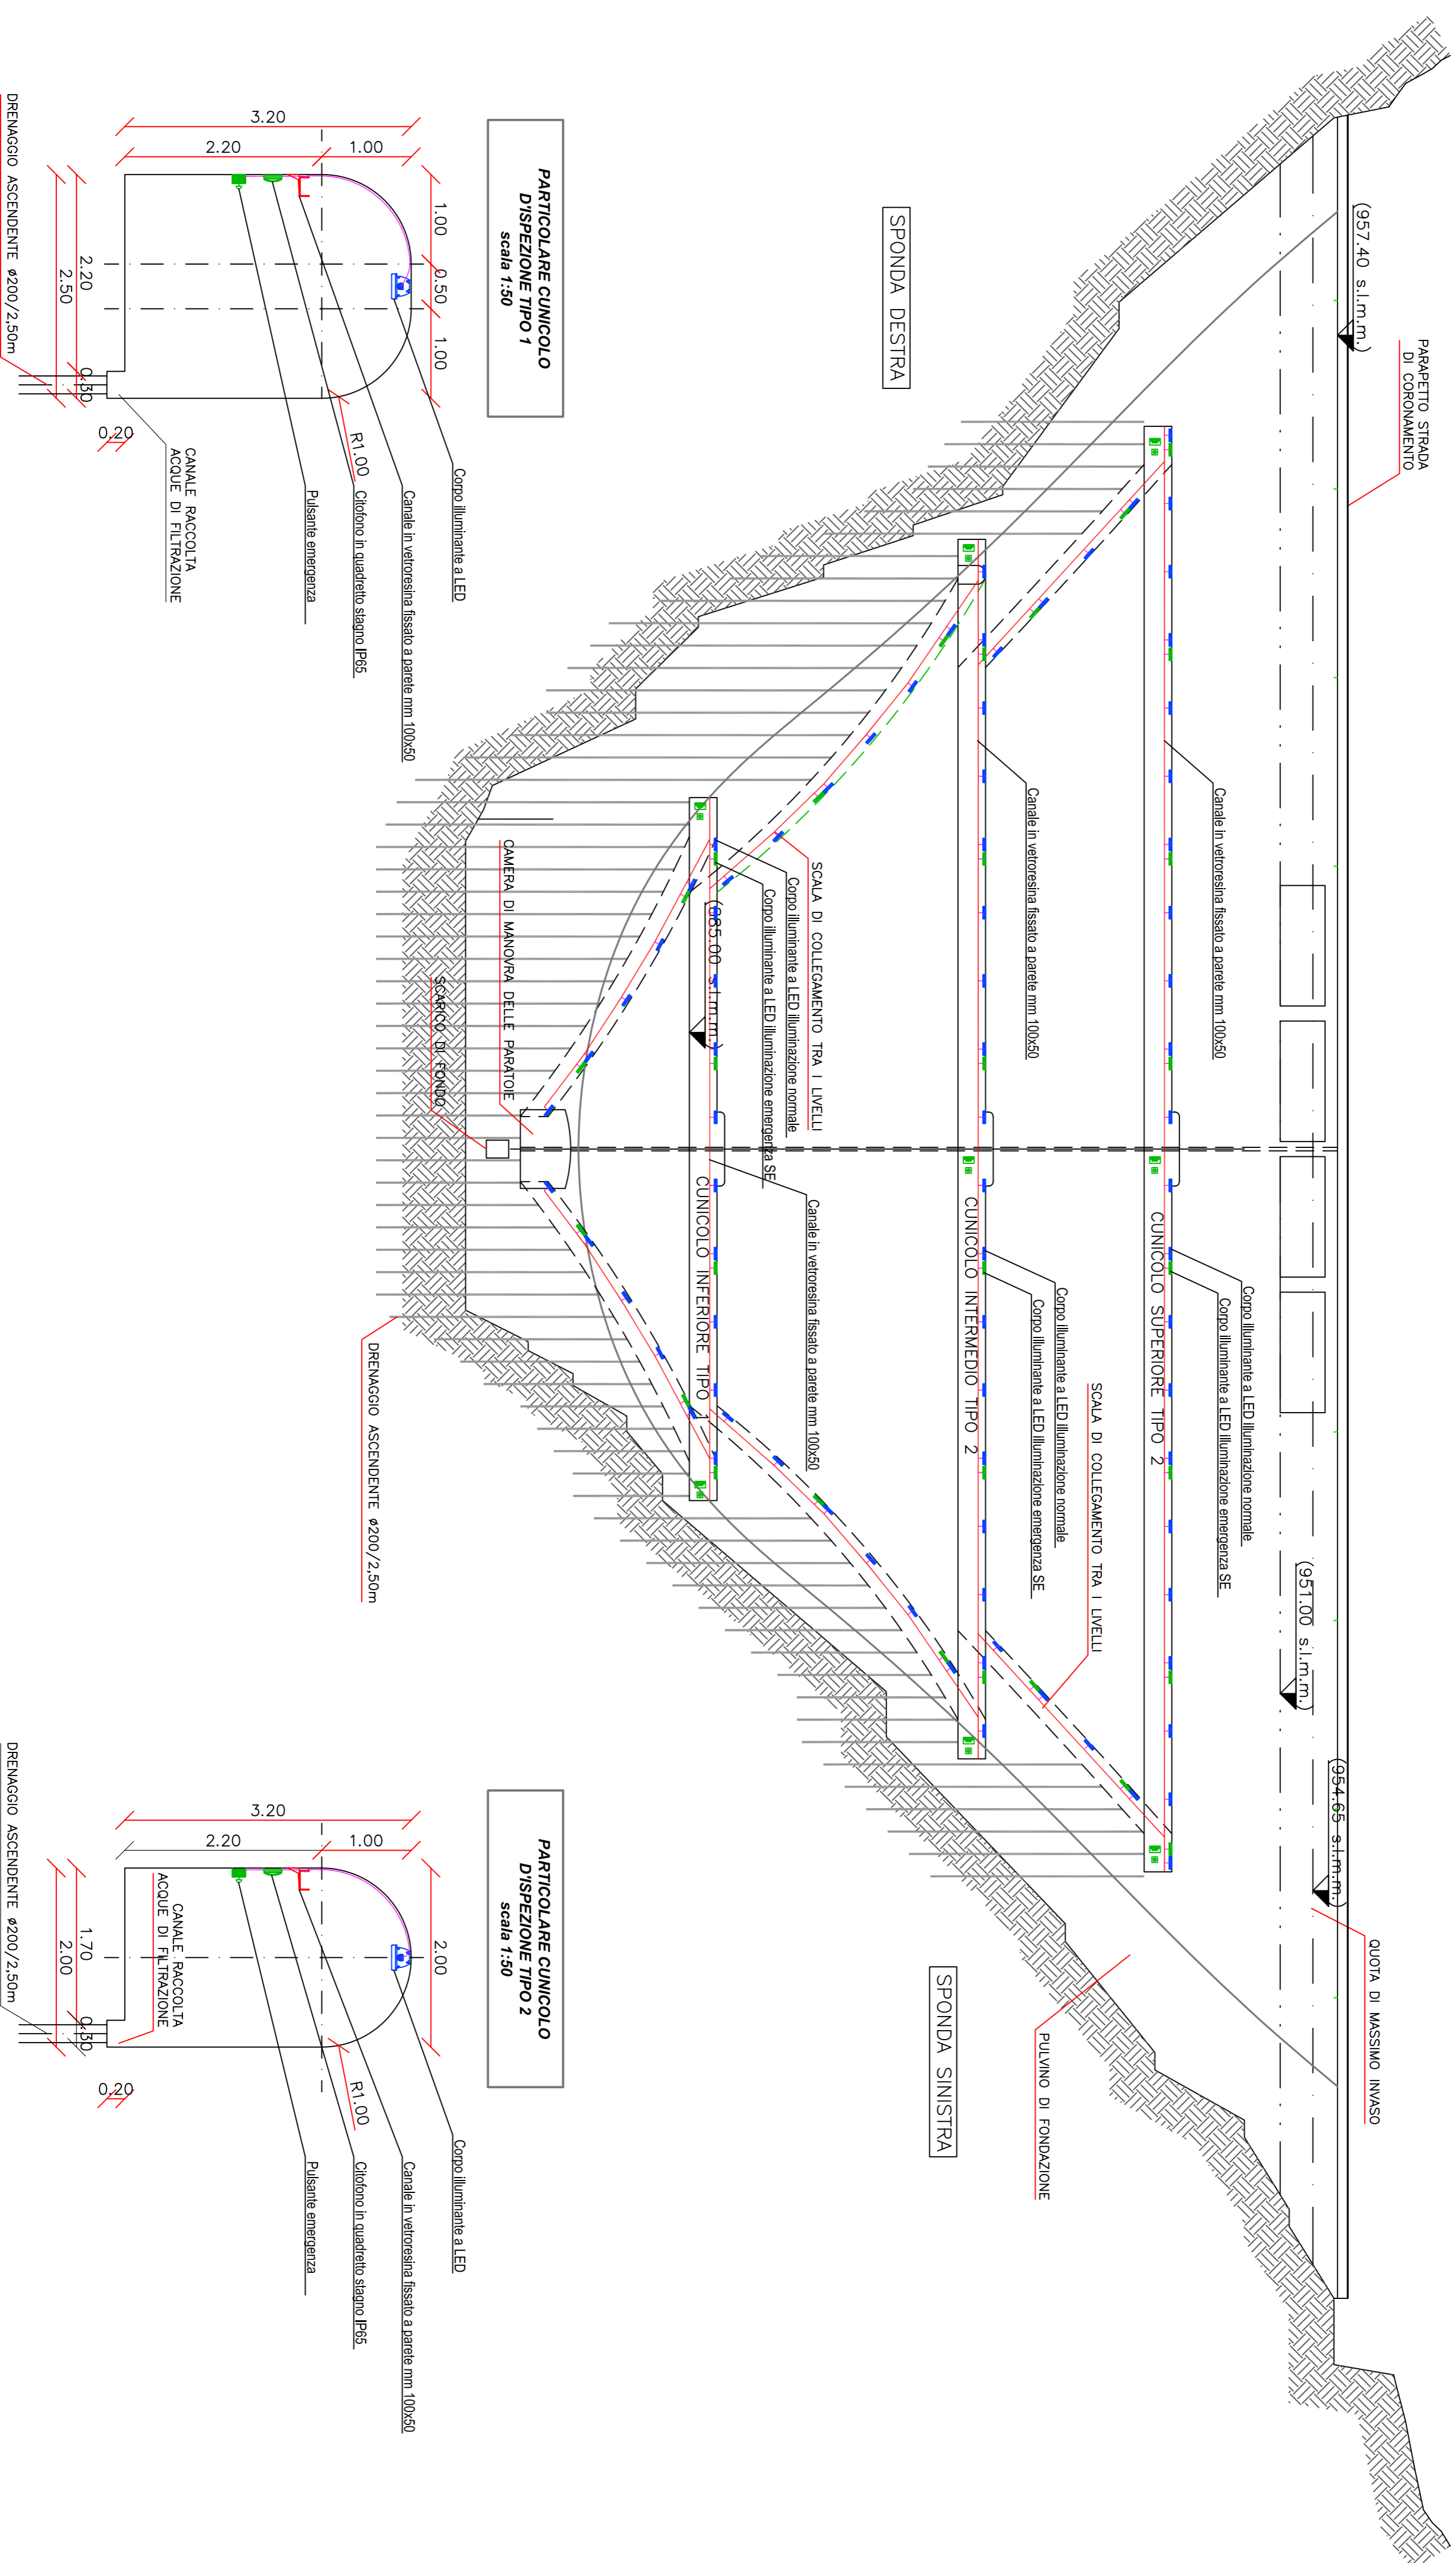 PARAPETTO STRADA
DI CORONAMENTO
(957.40 s.l.m.m.)
QUOTA DI MASSIMO INVASO
(954.65 s.l.m.m.)
(951.00 s.l.m.m.)
SPONDA DESTRA
SPONDA SINISTRA
PULVINO DI FONDAZIONE
Canale in vetroresina fissato a parete mm 100x50
Corpo illuminante a LED illuminazione normale
Corpo illuminante a LED illuminazione emergenza SE
CUNICOLO SUPERIORE TIPO 2
SCALA DI COLLEGAMENTO TRA I LIVELLI
Canale in vetroresina fissato a parete mm 100x50
Corpo illuminante a LED illuminazione normale
Corpo illuminante a LED illuminazione emergenza SE
CUNICOLO INTERMEDIO TIPO 2
SCALA DI COLLEGAMENTO TRA I LIVELLI
Corpo illuminante a LED illuminazione normale
Corpo illuminante a LED illuminazione emergenza SE
Canale in vetroresina fissato a parete mm 100x50
(885.00 s.l.m.m.)
CUNICOLO INFERIORE TIPO 1
CAMERA DI MANOVRA DELLE PARATOIE
SCARICO DI FONDO
DRENAGGIO ASCENDENTE ø200/2,50m
PARTICOLARE CUNICOLO
D'ISPEZIONE TIPO 1
scala 1:50
1.00
0.50
1.00
3.20
2.20
1.00
R1.00
Corpo illuminante a LED
Canale in vetroresina fissato a parete mm 100x50
Citofono in quadretto stagno IP65
Pulsante emergenza
CANALE RACCOLTA
ACQUE DI FILTRAZIONE
0.20
2.20
0.30
2.50
DRENAGGIO ASCENDENTE ø200/2,50m
PARTICOLARE CUNICOLO
D'ISPEZIONE TIPO 2
scala 1:50
2.00
3.20
2.20
1.00
R1.00
Corpo illuminante a LED
Canale in vetroresina fissato a parete mm 100x50
Citofono in quadretto stagno IP65
Pulsante emergenza
CANALE RACCOLTA
ACQUE DI FILTRAZIONE
0.20
1.70
0.30
2.00
DRENAGGIO ASCENDENTE ø200/2,50m